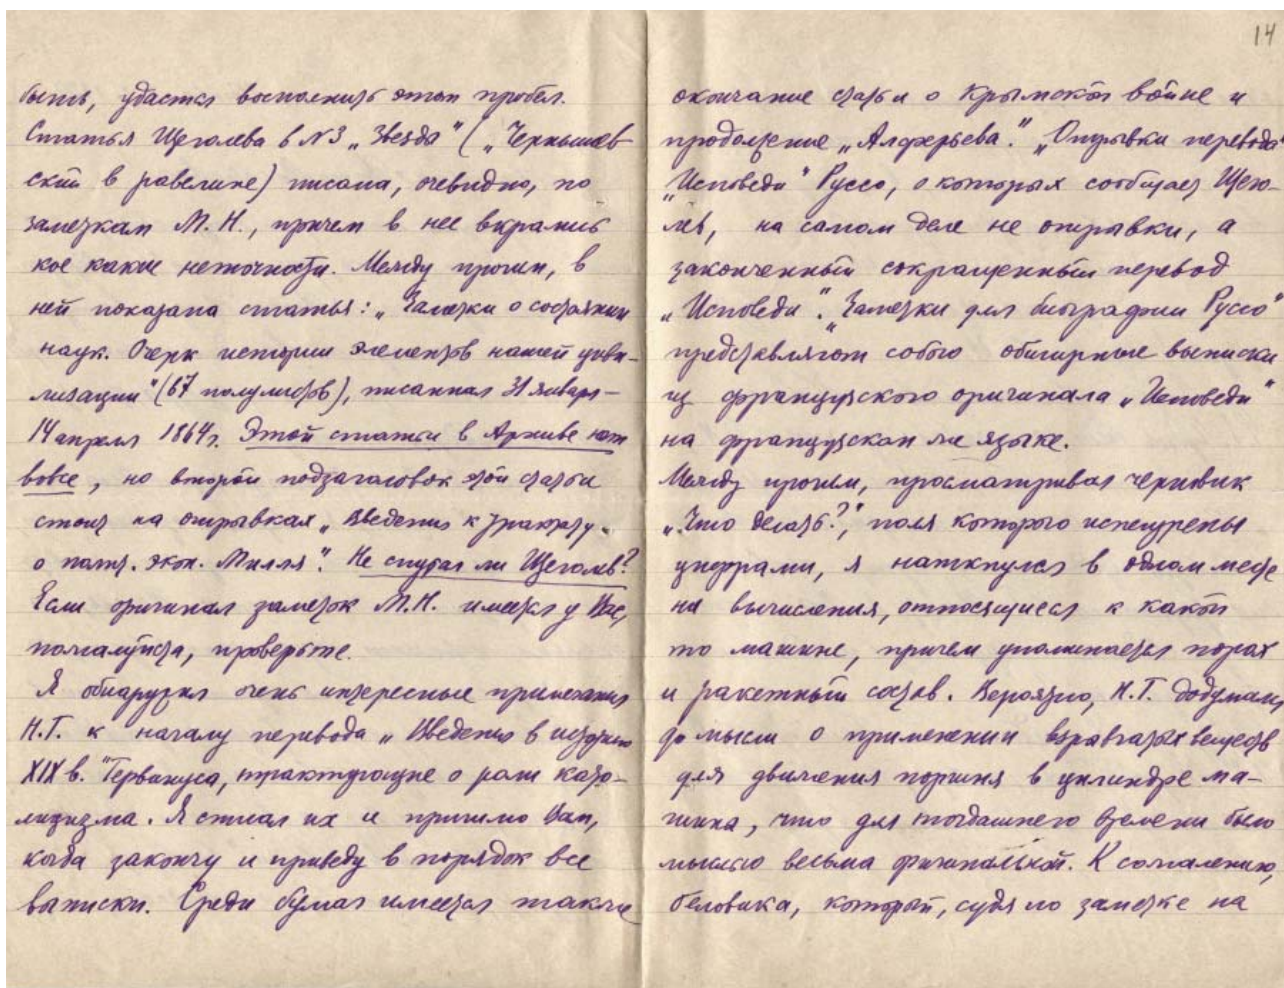 быть, удастся восполнить этот пробел.
Статья Щеголева в №3 „Звезда" („Чернышев-
ский в равелине) писана, очевидно, по
заметкам М.Н., причем в нее вкрались
кое какие неточности. Между прочим, в
ней показана статья: „Заметки о состоянии
наук. Очерк истории элементов нашей циви-
лизации" (67 полулистов), писанная 31 января –
14 апреля 1864 г. Этой статьи в Архиве нет
вовсе, но второй подзаголовок этой статьи
стоит на отрывках „Введения к трактату
о полит. экон. Милля". Не спутал ли Щеголев?
Если оригинал заметок М.Н. имеется у Вас,
пожалуйста, проверьте.
Я обнаружил очень интересные примечания
Н.Г. к началу перевода „Введения в историю
XIX в." Гервинуса, трактующие о роли като-
лицизма. Я списал их и пришлю Вам,
когда закончу и приведу в порядок все
выписки. Среди бумаг имеется также
14
окончание статьи о Крымской войне и
продолжение „Алферьева". „Отрывки перевода
„Исповеди" Руссо, о которых сообщает Щего-
лев, на самом деле не отрывки, а
законченный сокращенный перевод
„Исповеди". „Заметки для биографии Руссо"
представляют собою обширные выписки
из французского оригинала „Исповеди"
на французском же языке.
Между прочим, просматривая черновик
„Что делать?", поля которого испещрены
цифрами, я наткнулся в одном месте
на вычисления, относящиеся к какой
то машине, причем упоминается порох
и ракетный состав. Вероятно, Н.Г. додумался
до мысли о применении взрывчатых веществ
для движения поршня в цилиндре ма-
шины, что для тогдашнего времени было
мыслью весьма оригинальной. К сожалению,
беловика, который, судя по заметке на